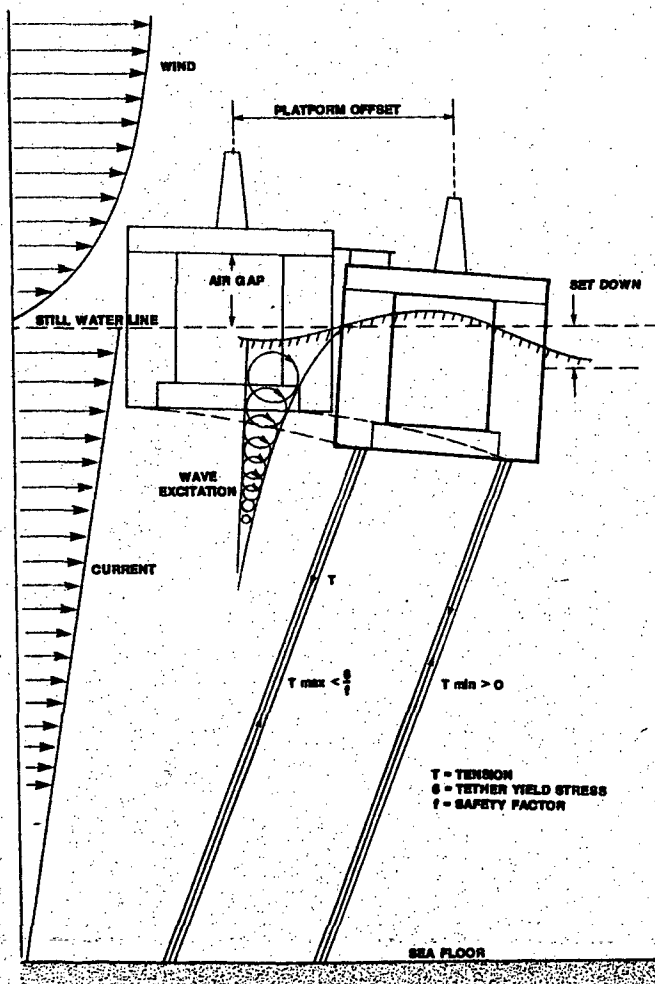 WIND
PLATFORM OFFSET
AIR GAP
SET DOWN
STILL WATER LINE
WAVE
EXCITATION
CURRENT
T
T max < S/f
T min > 0
T = TENSION
S = TETHER YIELD STRESS
f = SAFETY FACTOR
SEA FLOOR